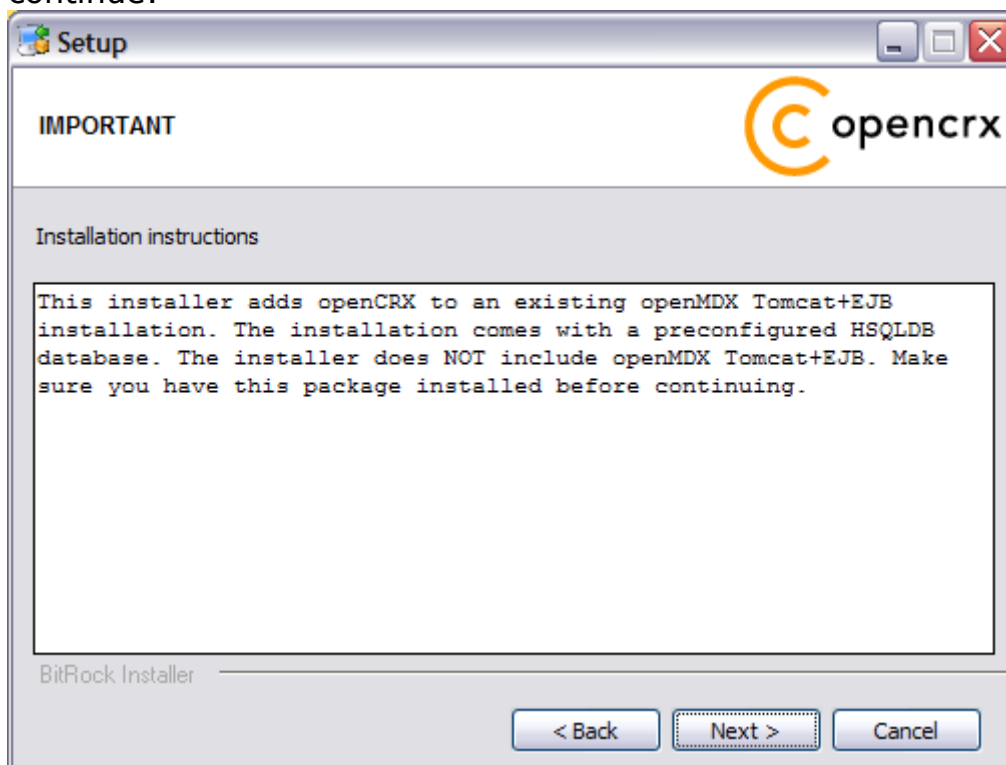 continue:
Setup
IMPORTANT
C opencrx
Installation instructions
This installer adds openCRX to an existing openMDX Tomcat+EJB
installation. The installation comes with a preconfigured HSQLDB
database. The installer does NOT include openMDX Tomcat+EJB. Make
sure you have this package installed before continuing.
BitRock Installer
< Back Next > Cancel